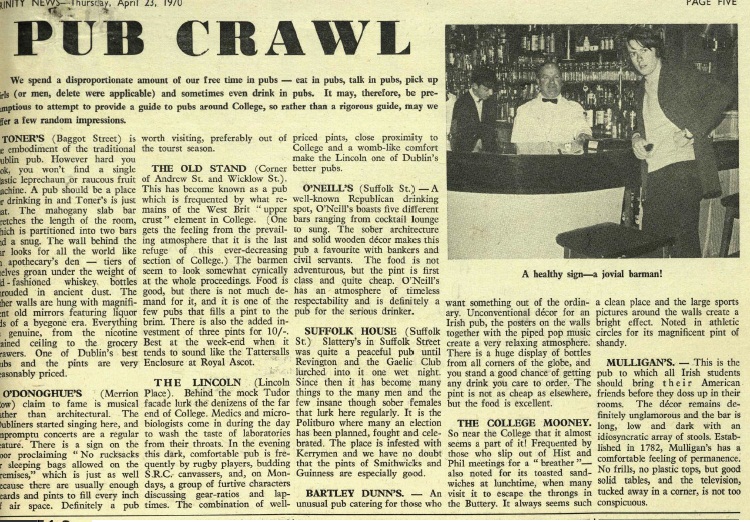 RINITY NEWS—Thursday, April 23, 1970
PAGE FIVE
PUB CRAWL
We spend a disproportionate amount of our free time in pubs — eat in pubs, talk in pubs, pick up
rls (or men, delete were applicable) and sometimes even drink in pubs. It may, therefore, be pre-
mptious to attempt to provide a guide to pubs around College, so rather than a rigorous guide, may we
fer a few random impressions.
TONER'S (Baggot Street) is
e embodiment of the traditional
ublin pub. However hard you
ok, you won't find a single
astic leprechaun or raucous fruit
achine. A pub should be a place
r drinking in and Toner's is just
at. The mahogany slab bar
retches the length of the room,
hich is partitioned into two bars
d a snug. The wall behind the
ar looks for all the world like
n apothecary's den — tiers of
elves groan under the weight of
d-fashioned whiskey. bottles
rouded in ancient dust. The
her walls are hung with magnifi-
nt old mirrors featuring liquor
ds of a byegone era. Everything
genuine, from the nicotine
ained ceiling to the grocery
rawers. One of Dublin's best
ubs and the pints are very
asonably priced.
O'DONOGHUE'S (Merrion
ow) claim to fame is musical
ther than architectural. The
ubliners started singing here, and
promptu concerts are a regular
ature. There is a sign on the
or proclaiming "No rucksacks
r sleeping bags allowed on the
remises," which is just as well
ecause there are usually enough
eards and pints to fill every inch
f air space. Definitely a pub
worth visiting, preferably out of
the tourist season.
THE OLD STAND (Corner
of Andrew St. and Wicklow St.).
This has become known as a pub
which is frequented by what re-
mains of the West Brit "upper
crust" element in College. (One
gets the feeling from the prevail-
ing atmosphere that it is the last
refuge of this ever-decreasing
section of College.) The barmen
seem to look somewhat cynically
at the whole proceedings. Food is
good, but there is not much de-
mand for it, and it is one of the
few pubs that fills a pint to the
brim. There is also the added in-
vestment of three pints for 10/-.
Best at the week-end when it
tends to sound like the Tattersall
Enclosure at Royal Ascot.
THE LINCOLN (Lincoln
Place). Behind the mock Tudor
facade lurk the denizens of the far
end of College. Medics and micro-
biologists come in during the day
to wash the taste of laboratories
from their throats. In the evening
this dark, comfortable pub is fre-
quently by rugby players, budding
S.R.C. canvassers, and, on Mon-
days, a group of furtive characters
discussing gear-ratios and lap-
times. The combination of well-
priced pints, close proximity to
College and a womb-like comfort
make the Lincoln one of Dublin's
better pubs.
O'NEILL'S (Suffolk St.) — A
well-known Republican drinking
spot, O'Neill's boasts five different
bars ranging from cocktail lounge
to sung. The sober architecture
and solid wooden décor makes this
pub a favourite with bankers and
civil servants. The food is not
adventurous, but the pint is first
class and quite cheap. O'Neill's
has an atmosphere of timeless
respectability and is definitely a
pub for the serious drinker.
SUFFOLK HOUSE (Suffolk
St.) Slattery's in Suffolk Street
was quite a peaceful pub until
Revington and the Gaelic Club
lurched into it one wet night.
Since then it has become many
things to the many men and the
few insane though sober females
that lurk here regularly. It is the
Politburo where many an election
has been planned, fought and cele-
brated. The place is infested with
Kerrymen and we have no doubt
that the pints of Smithwicks and
Guinness are especially good.
BARTLEY DUNN'S. — An
unusual pub catering for those who
A healthy sign—a jovial barman!
want something out of the ordin-
ary. Unconventional décor for an
Irish pub, the posters on the walls
together with the piped pop music
create a very relaxing atmosphere.
There is a huge display of bottles
from all corners of the globe, and
you stand a good chance of getting
any drink you care to order. The
pint is not as cheap as elsewhere,
but the food is excellent.
THE COLLEGE MOONEY.
So near the College that it almost
seems a part of it! Frequented by
those who slip out of Hist and
Phil meetings for a "breather"—
also noted for its toasted sand-
wiches at lunchtime, when many
visit it to escape the throngs in
the Buttery. It always seems such
a clean place and the large sports
pictures around the walls create a
bright effect. Noted in athletic
circles for its magnificent pint of
shandy.
MULLIGAN'S. — This is the
pub to which all Irish students
should bring their American
friends before they doss up in their
rooms. The décor remains de-
finitely unglamorous and the bar is
long, low and dark with an
idiosyncratic array of stools. Estab-
lished in 1782, Mulligan's has a
comfortable feeling of permanence.
No frills, no plastic tops, but good
solid tables, and the television,
tucked away in a corner, is not too
conspicuous.